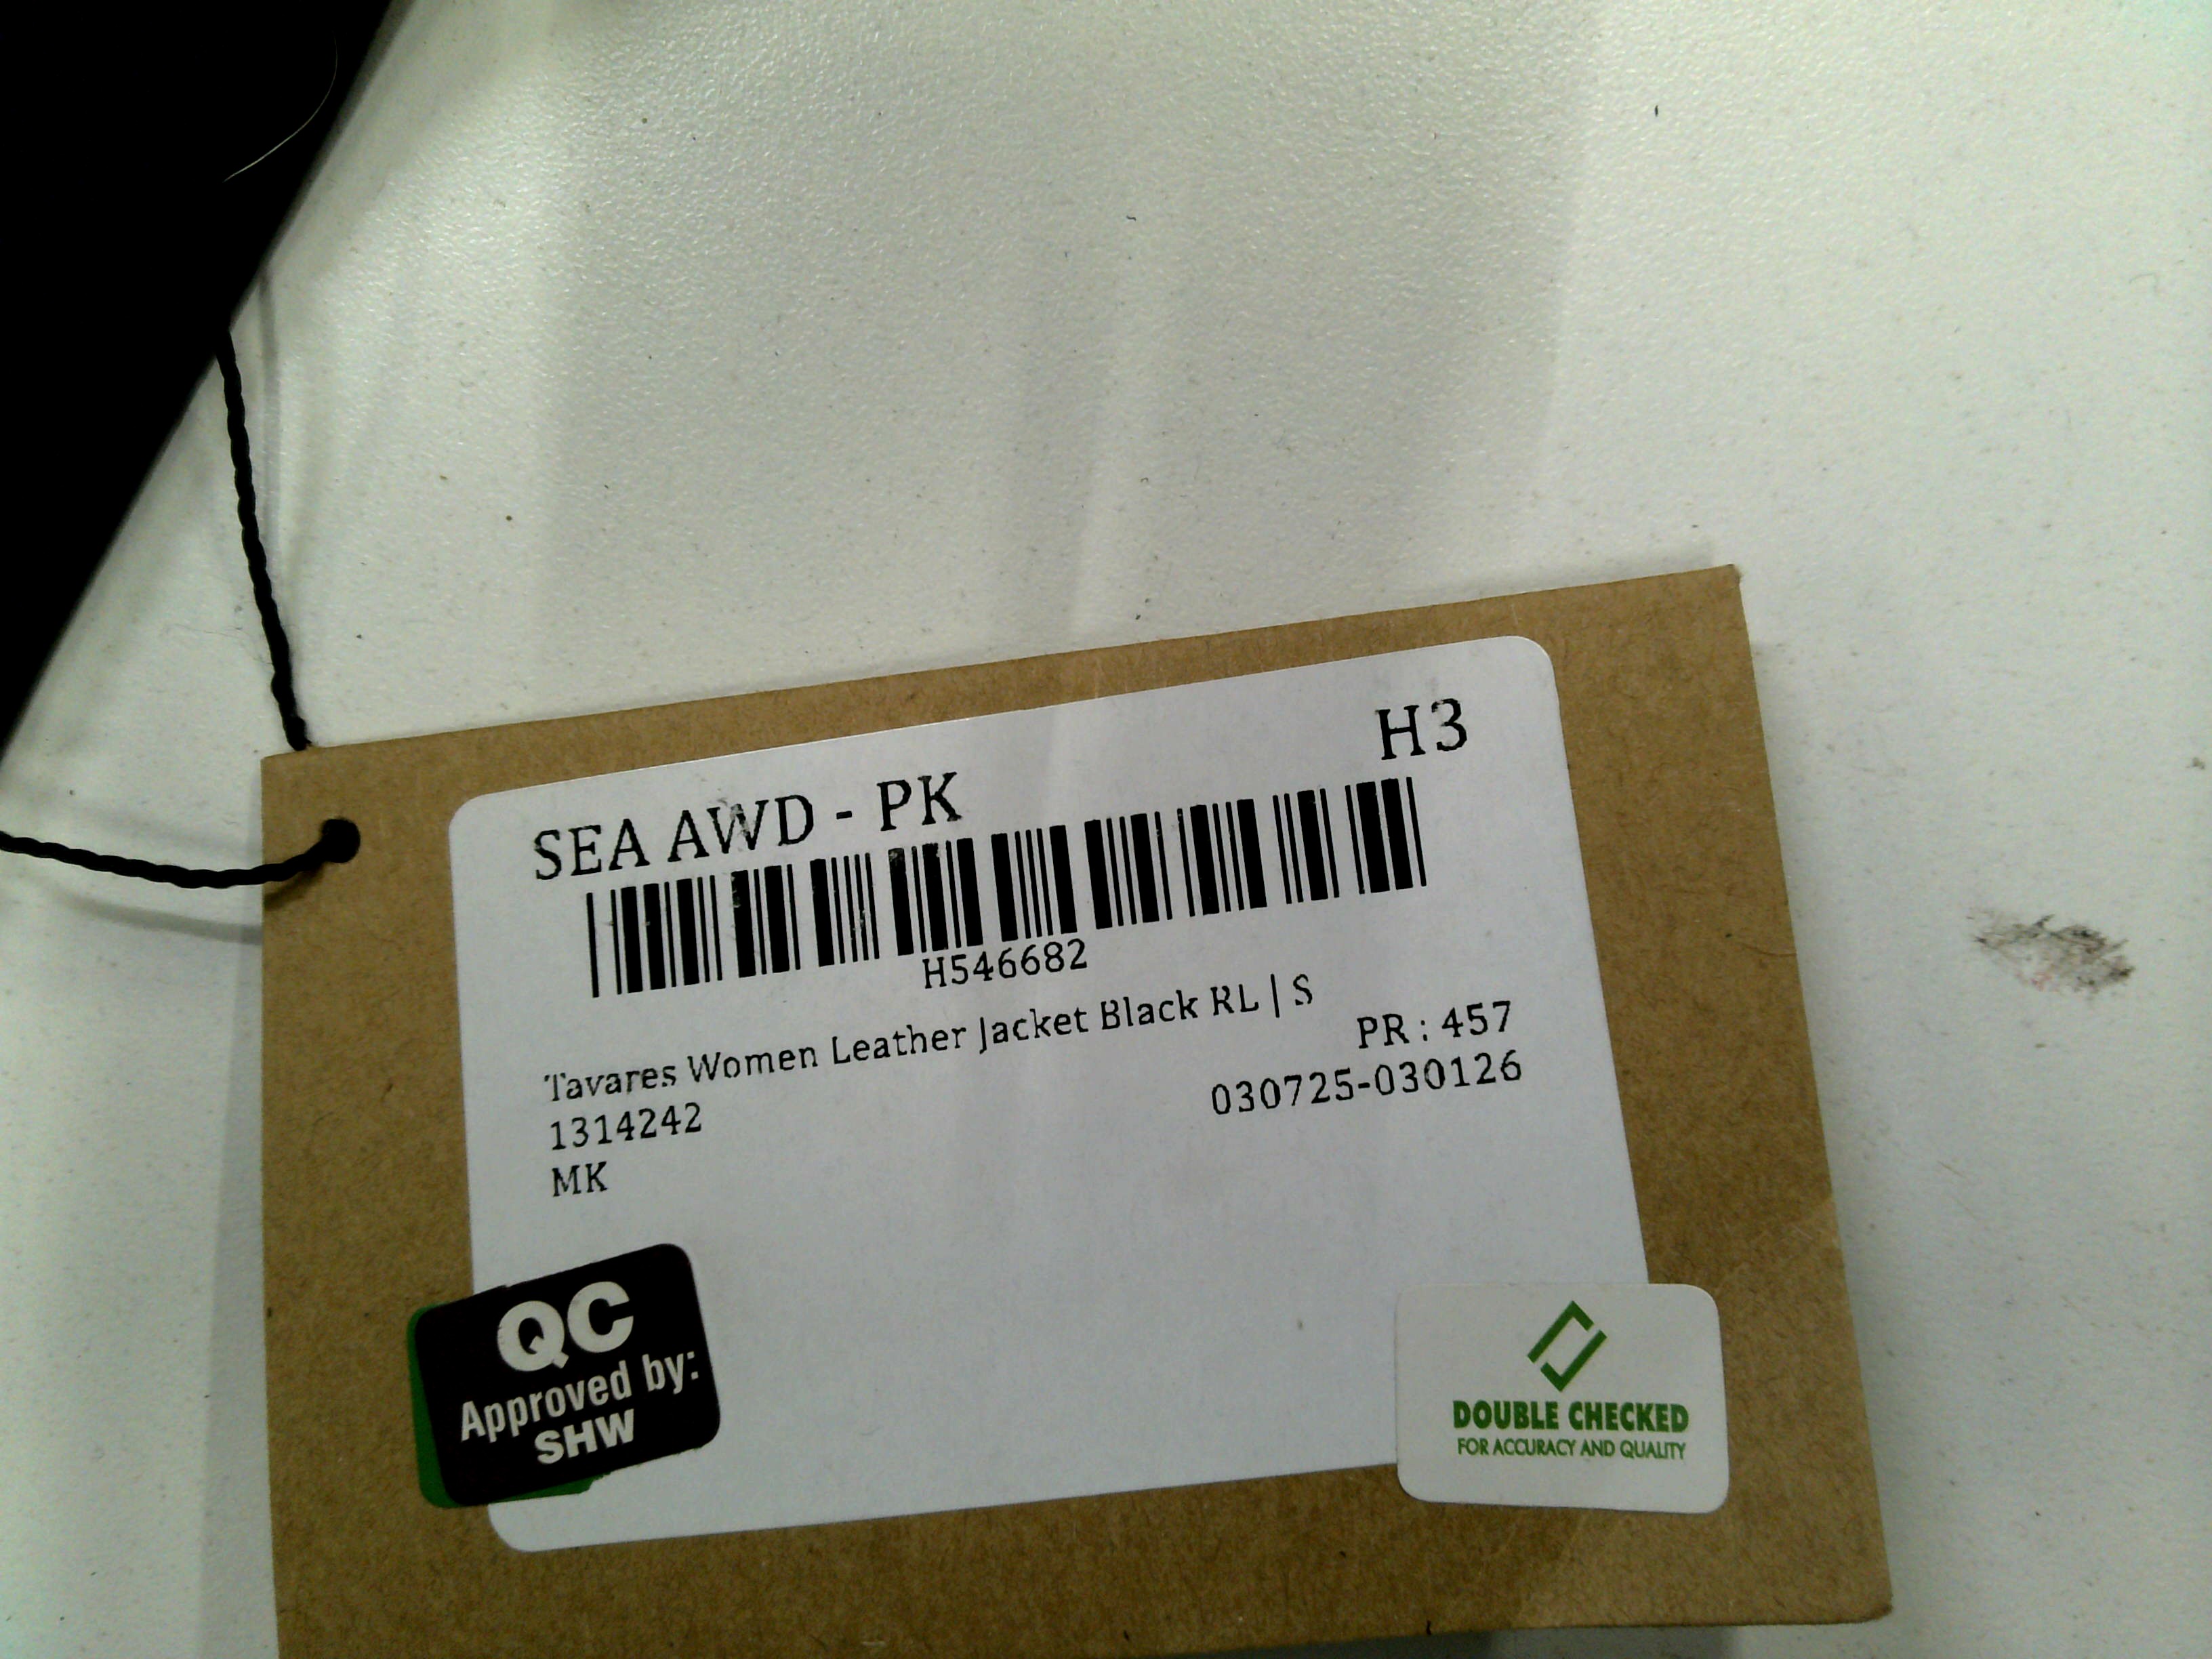 H3
SEA AWD - PK
H546682
Tavares Women Leather Jacket Black RL | S
PR : 457
1314242
030725-030126
MK
QC
Approved by:
SHW
DOUBLE CHECKED
FOR ACCURACY AND QUALITY